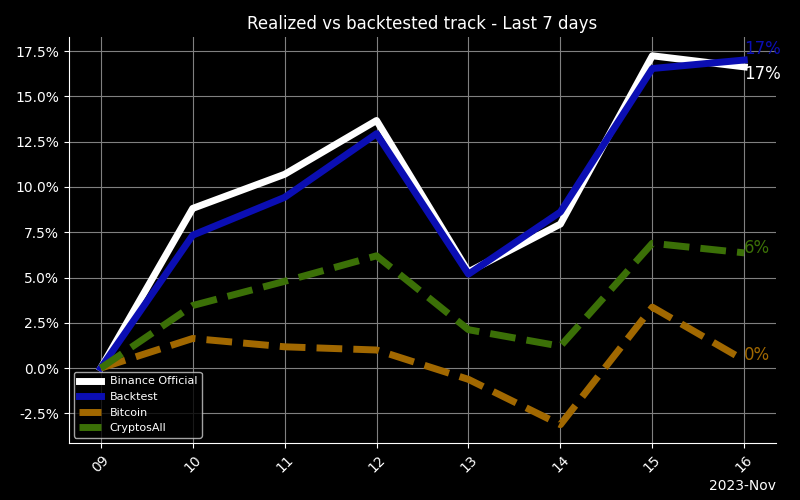 Realized vs backtested track - Last 7 days
17.5%
15.0%
12.5%
10.0%
7.5%
5.0%
2.5%
0.0%
-2.5%
17%
17%
6%
0%
Binance Official
Backtest
Bitcoin
CryptosAll
09 10 11 12 13 14 15 16
2023-Nov